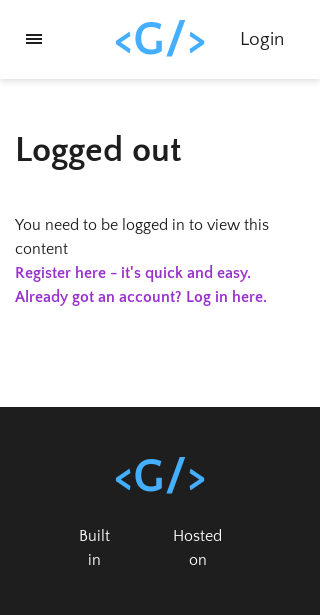 <G/>
Login
Logged out
You need to be logged in to view this
content
Register here - it's quick and easy.
Already got an account? Log in here.
<G/>
Built
in
Hosted
on